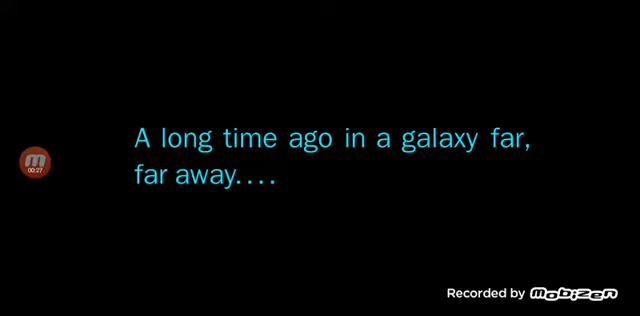 A long time ago in a galaxy far,
far away....
00:27
Recorded by mobizen